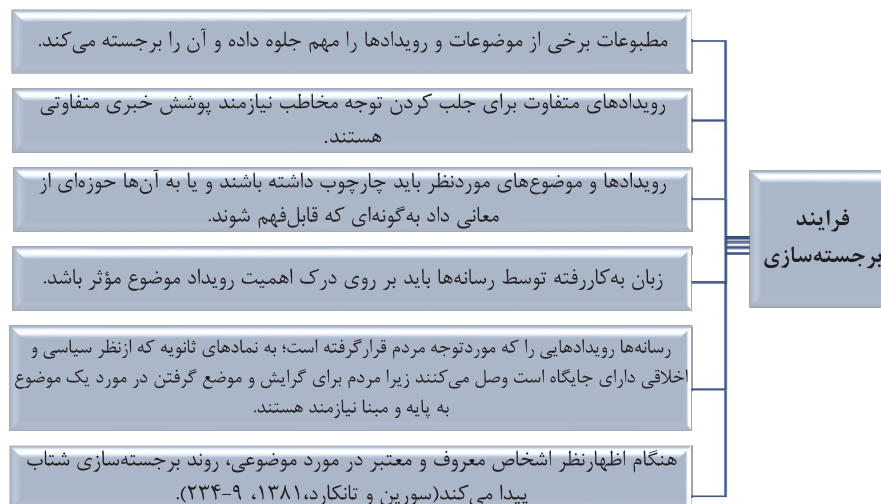 فرایند
برجسته‌سازی
مطبوعات برخی از موضوعات و رویدادها را مهم جلوه داده و آن را برجسته می‌کند.
رویدادهای متفاوت برای جلب کردن توجه مخاطب نیازمند پوشش خبری متفاوتی
هستند.
رویدادها و موضوع‌های موردنظر باید چارچوب داشته باشند و یا به آن‌ها حوزه‌ای از
معانی داد به‌گونه‌ای که قابل‌فهم شوند.
زبان به‌کاررفته توسط رسانه‌ها باید بر روی درک اهمیت رویداد موضوع مؤثر باشد.
رسانه‌ها رویدادهایی را که موردتوجه مردم قرارگرفته است؛ به نمادهای ثانویه که ازنظر سیاسی و
اخلاقی دارای جایگاه است وصل می‌کنند زیرا مردم برای گرایش و موضع گرفتن در مورد یک موضوع
به پایه و مبنا نیازمند هستند.
هنگام اظهارنظر اشخاص معروف و معتبر در مورد موضوعی، روند برجسته‌سازی شتاب
پیدا می‌کند(سورین و تانکارد،۱۳۸۱، ۹-۲۳۴).